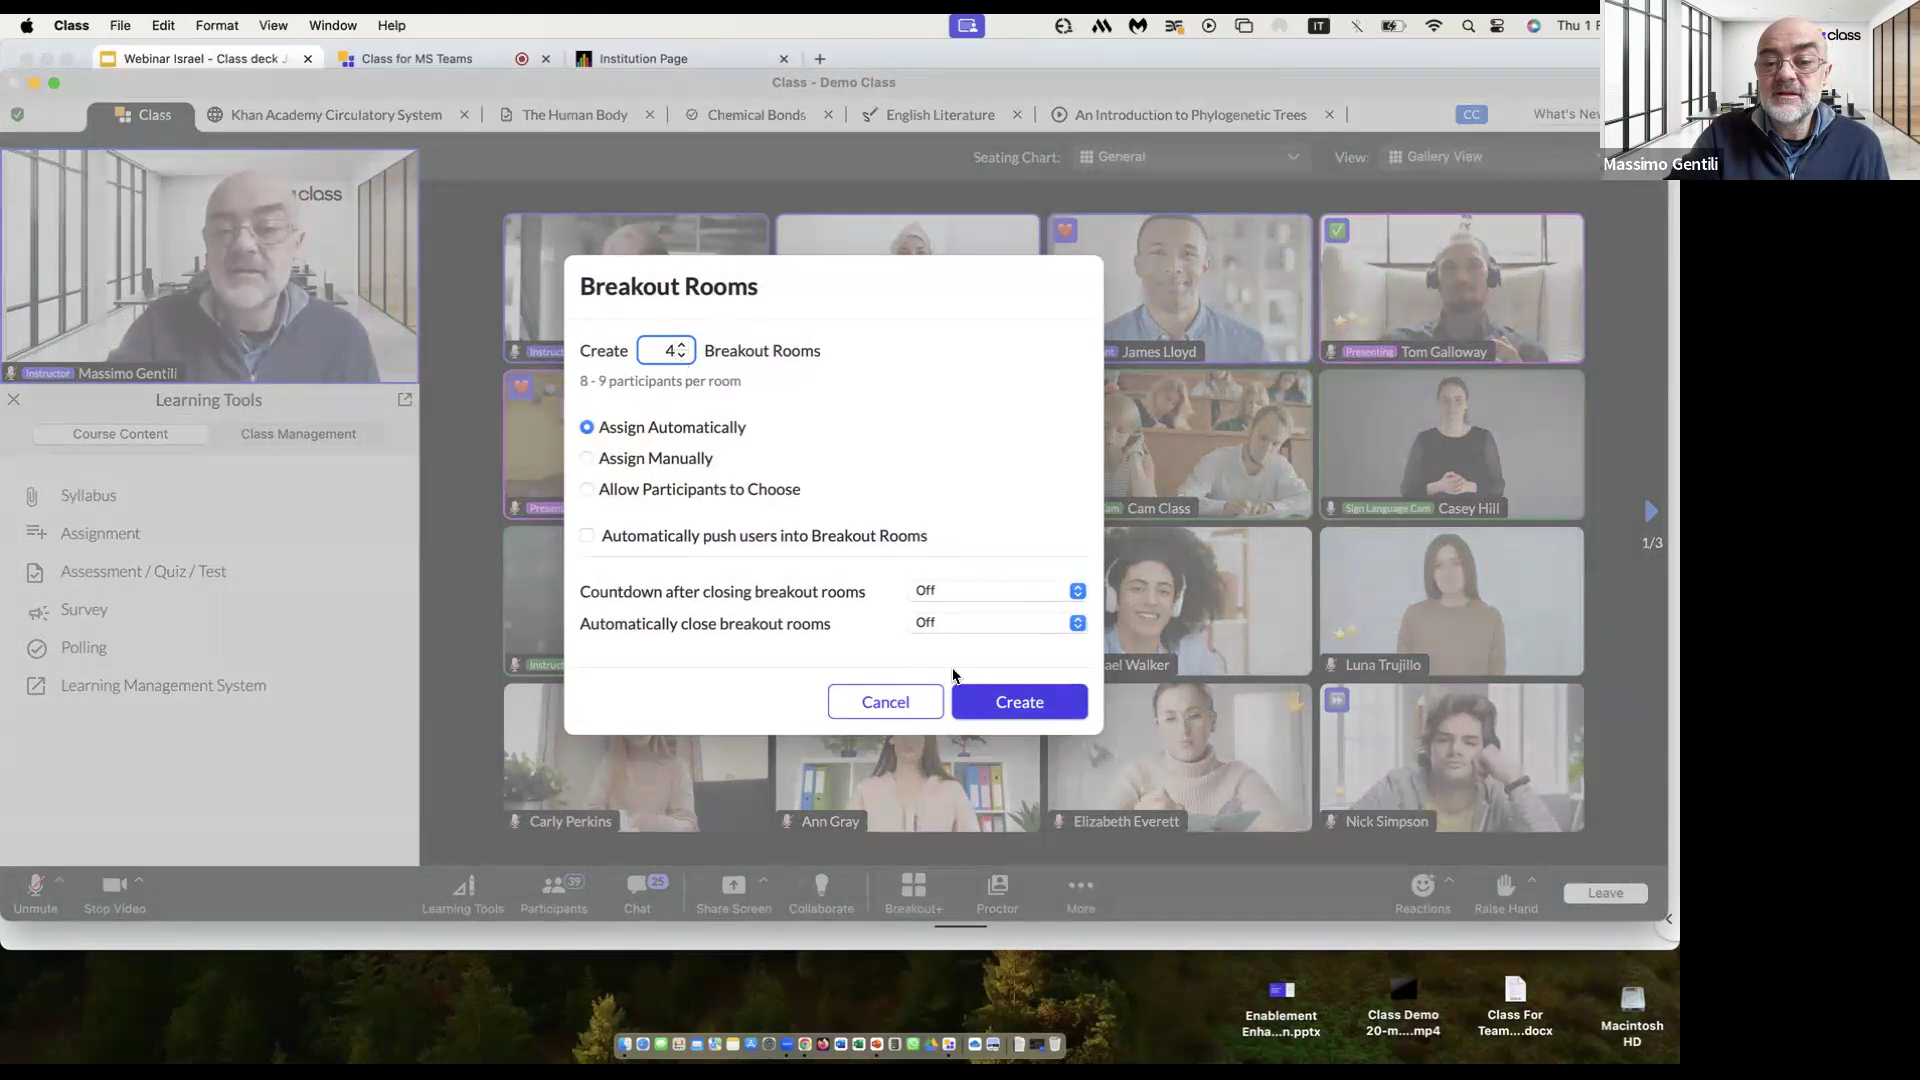 Class File Edit Format View Window Help
IT Thu 1 F
Webinar Israel - Class deck J
Class for MS Teams
Institution Page
Class - Demo Class
Class
Khan Academy Circulatory System
The Human Body
Chemical Bonds
English Literature
An Introduction to Phylogenetic Trees
CC
What's New
class
Massimo Gentili
Seating Chart: General
View: Gallery View
class
Instructor Massimo Gentili
James Lloyd
Presenting Tom Galloway
Learning Tools
Course Content
Class Management
Syllabus
Assignment
Assessment / Quiz / Test
Survey
Polling
Learning Management System
Breakout Rooms
Create 4 Breakout Rooms
8 - 9 participants per room
Assign Automatically
Assign Manually
Allow Participants to Choose
Automatically push users into Breakout Rooms
Countdown after closing breakout rooms Off
Automatically close breakout rooms Off
Cancel
Create
Cam Class
Sign Language Cam Casey Hill
1/3
ael Walker
Luna Trujillo
Carly Perkins
Ann Gray
Elizabeth Everett
Nick Simpson
Unmute
Stop Video
Learning Tools
39
Participants
25
Chat
Share Screen
Collaborate
Breakout+
Proctor
More
Reactions
Raise Hand
Leave
Enablement
Enha...n.pptx
Class Demo
20-m....mp4
Class For
Team....docx
Macintosh
HD